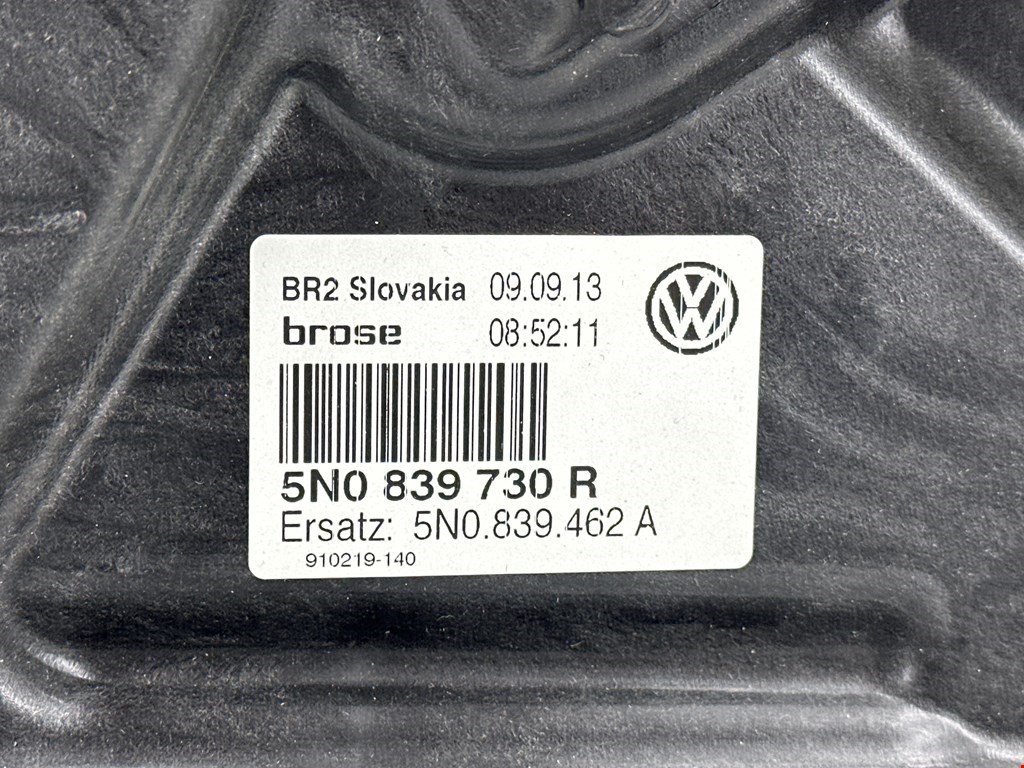 BR2 Slovakia 09.09.13
brose 08:52:11
5N0 839 730 R
Ersatz: 5N0.839.462 A
910219-140